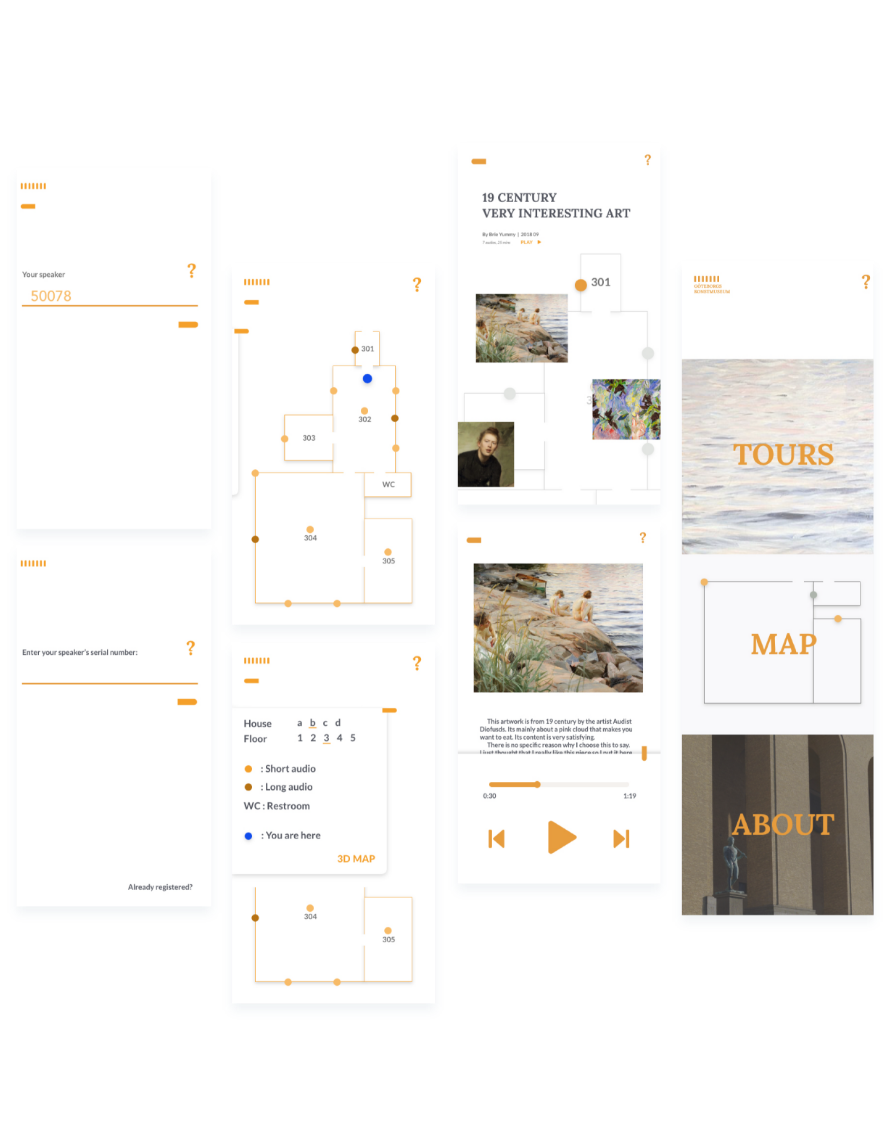 ?
Your speaker
50078
?
Enter your speaker's serial number:
Already registered?
?
301
302
303
WC
304
305
?
House a b c d
Floor 1 2 3 4 5
: Short audio
: Long audio
WC : Restroom
: You are here
3D MAP
304
305
?
19 CENTURY
VERY INTERESTING ART
By Brie Yummy | 2018.09
PLAY
301
?
This artwork is from 19 century by the artist Audist
Diofusds. Its mainly about a pink cloud that makes you
want to eat. Its content is very satisfying.
There is no specific reason why I choose this to say.
I just thought that I really like this piece so I put it here
0:30 1:19
GÖTEBORGS
KONSTMUSEUM
?
TOURS
MAP
ABOUT